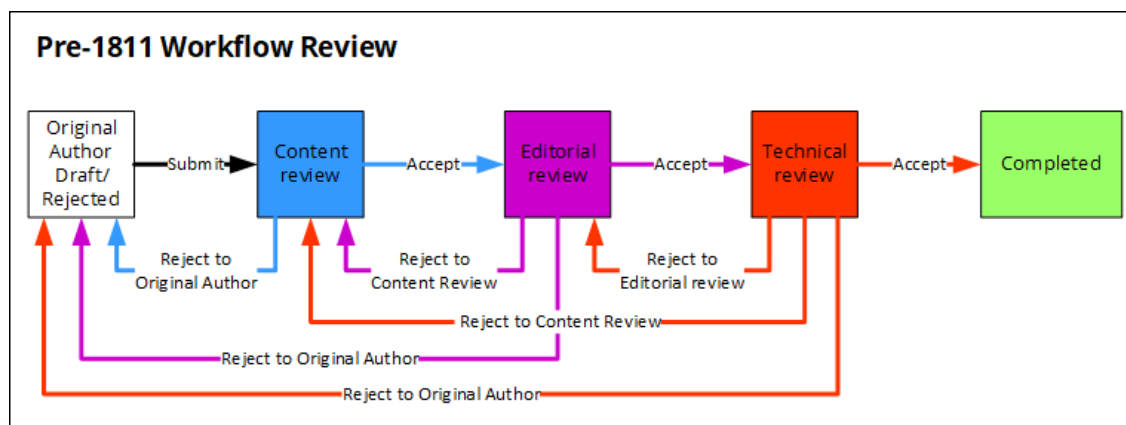 Pre-1811 Workflow Review
Original
Author
Draft/
Rejected
Submit
Content
review
Accept
Editorial
review
Accept
Technical
review
Accept
Completed
Reject to
Original Author
Reject to
Content Review
Reject to
Editorial review
Reject to Content Review
Reject to Original Author
Reject to Original Author